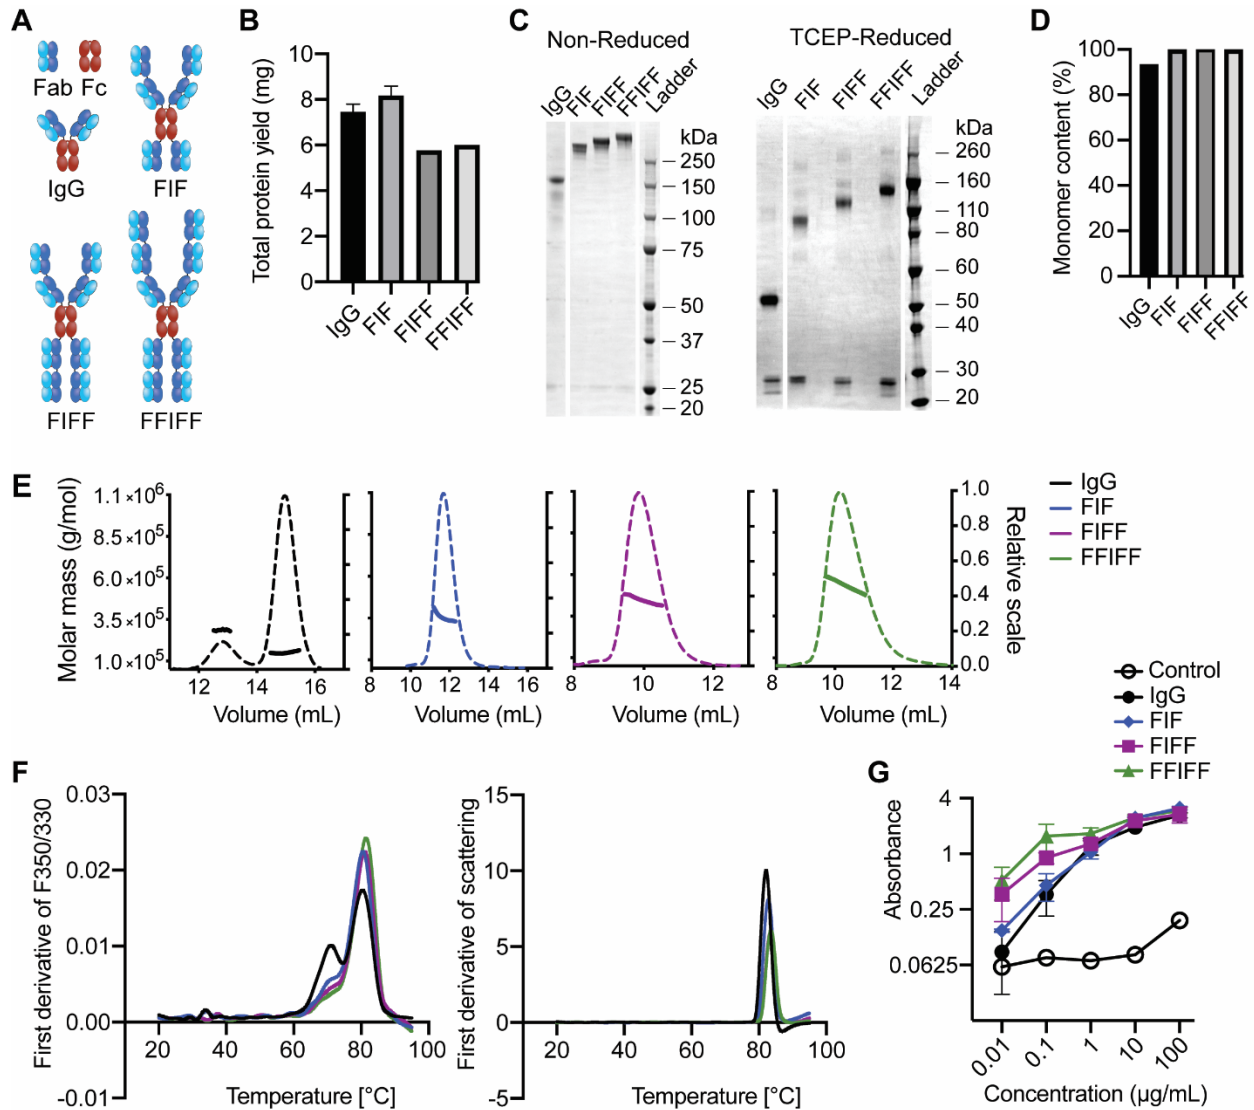 A
Fab Fc
IgG
FIF
FIFF
FFIFF
B
Total protein yield (mg)
10
8
6
4
2
0
IgG
FIF
FIFF
FFIFF
C
Non-Reduced
IgG
FIF
FIFF
FFIFF
Ladder
kDa
250
150
100
75
50
37
25
20
TCEP-Reduced
IgG
FIF
FIFF
FFIFF
Ladder
kDa
260
160
110
80
60
50
40
30
20
D
Monomer content (%)
100
80
60
40
20
0
IgG
FIF
FIFF
FFIFF
E
Molar mass (g/mol)
1.1×10⁶
8.5×10⁵
6.0×10⁵
3.5×10⁵
1.0×10⁵
12 14 16
Volume (mL)
8 10 12 14 16
Volume (mL)
8 10 12
Volume (mL)
8 10 12 14
Volume (mL)
1.0
0.8
0.6
0.4
0.2
0.0
Relative scale
IgG
FIF
FIFF
FFIFF
F
First derivative of F350/330
0.03
0.02
0.01
0.00
-0.01
20 40 60 80 100
Temperature [°C]
First derivative of scattering
15
10
5
0
-5
20 40 60 80 100
Temperature [°C]
Control
IgG
FIF
FIFF
FFIFF
G
Absorbance
4
1
0.25
0.0625
0.01 0.1 1 10 100
Concentration (µg/mL)